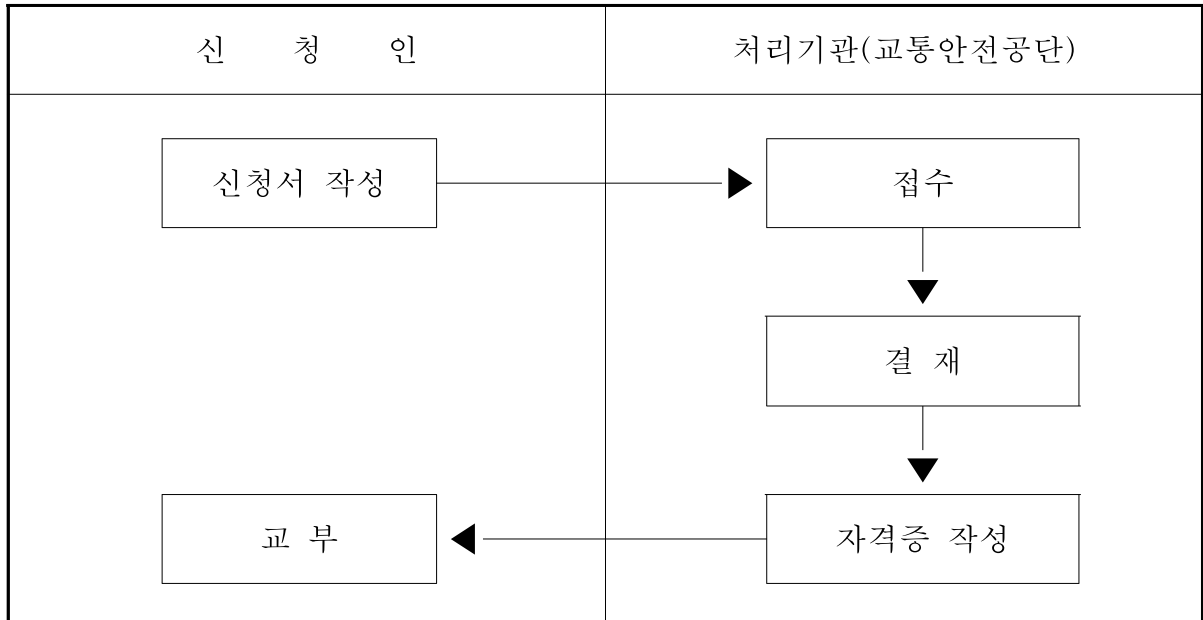 신 청 인
처리기관(교통안전공단)
신청서 작성
접수
결 재
교 부
자격증 작성